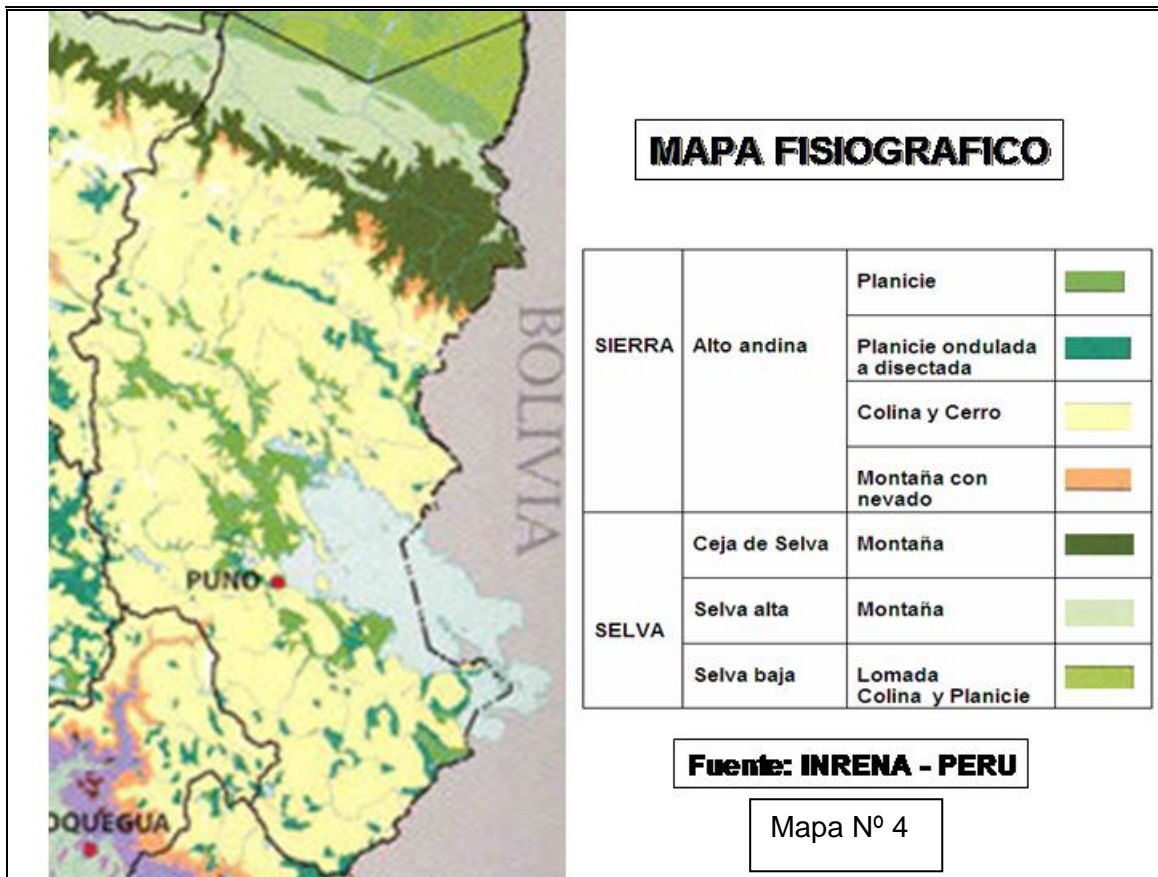 MAPA FISIOGRAFICO
SIERRA
Alto andina
Planicie
Planicie ondulada
a disectada
Colina y Cerro
Montaña con
nevado
SELVA
Ceja de Selva
Montaña
Selva alta
Montaña
Selva baja
Lomada
Colina y Planicie
BOLIVIA
PUNO
OQUEGUA
Fuente: INRENA - PERU
Mapa Nº 4